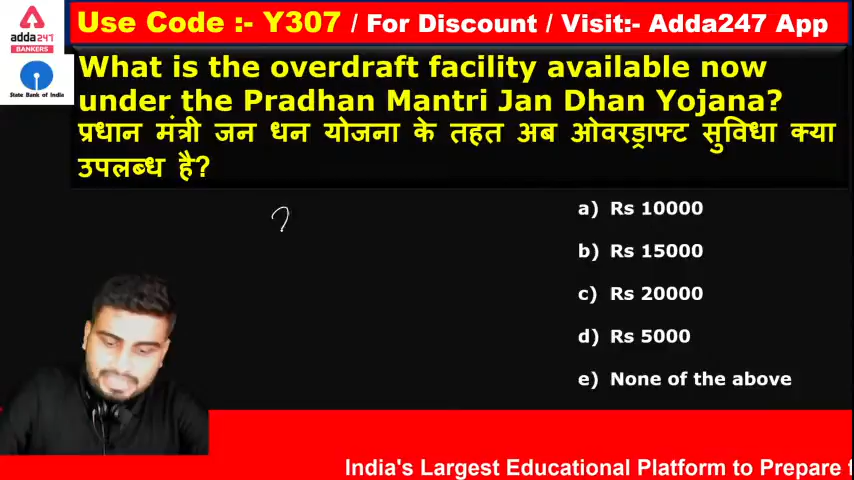 Use Code :- Y307 / For Discount / Visit:- Adda247 App
adda247
BANKERS
State Bank of India
What is the overdraft facility available now
under the Pradhan Mantri Jan Dhan Yojana?
प्रधान मंत्री जन धन योजना के तहत अब ओवरड्राफ्ट सुविधा क्या
उपलब्ध है?
a) Rs 10000
b) Rs 15000
c) Rs 20000
d) Rs 5000
e) None of the above
India's Largest Educational Platform to Prepare